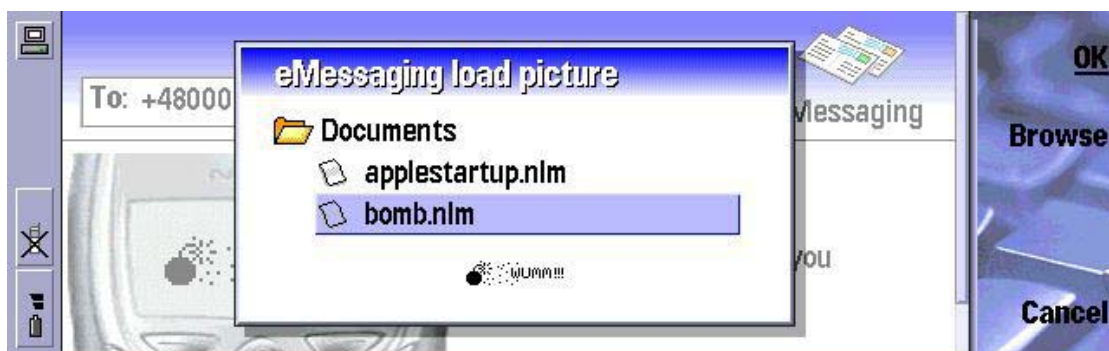 eMessaging load picture
To: +48000
Messaging
Documents
applestartup.nlm
bomb.nlm
WUMM!!!
you
OK
Browse
Cancel